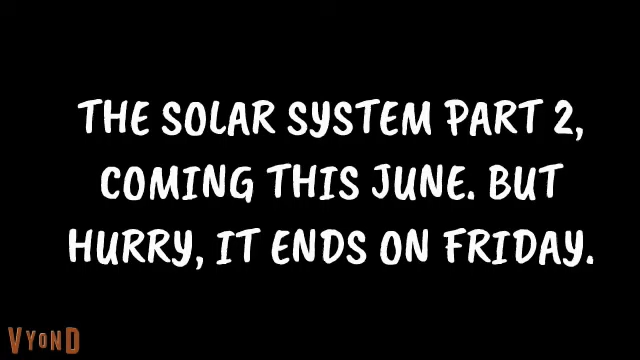 THE SOLAR SYSTEM PART 2,
COMING THIS JUNE. BUT
HURRY, IT ENDS ON FRIDAY.
VYOND